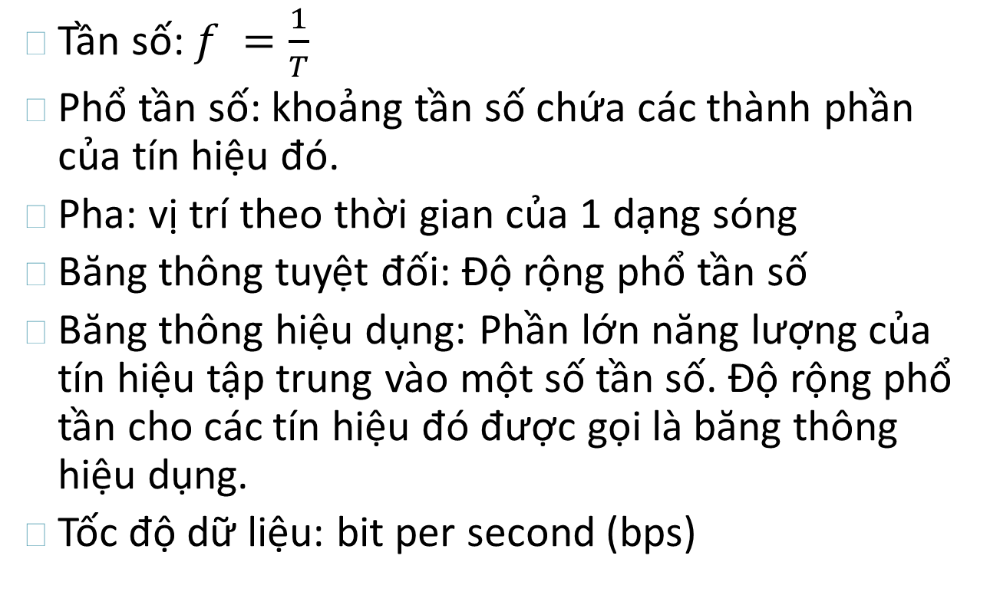 Tần số: f = 1/T
Phổ tần số: khoảng tần số chứa các thành phần
của tín hiệu đó.
Pha: vị trí theo thời gian của 1 dạng sóng
Băng thông tuyệt đối: Độ rộng phổ tần số
Băng thông hiệu dụng: Phần lớn năng lượng của
tín hiệu tập trung vào một số tần số. Độ rộng phổ
tần cho các tín hiệu đó được gọi là băng thông
hiệu dụng.
Tốc độ dữ liệu: bit per second (bps)